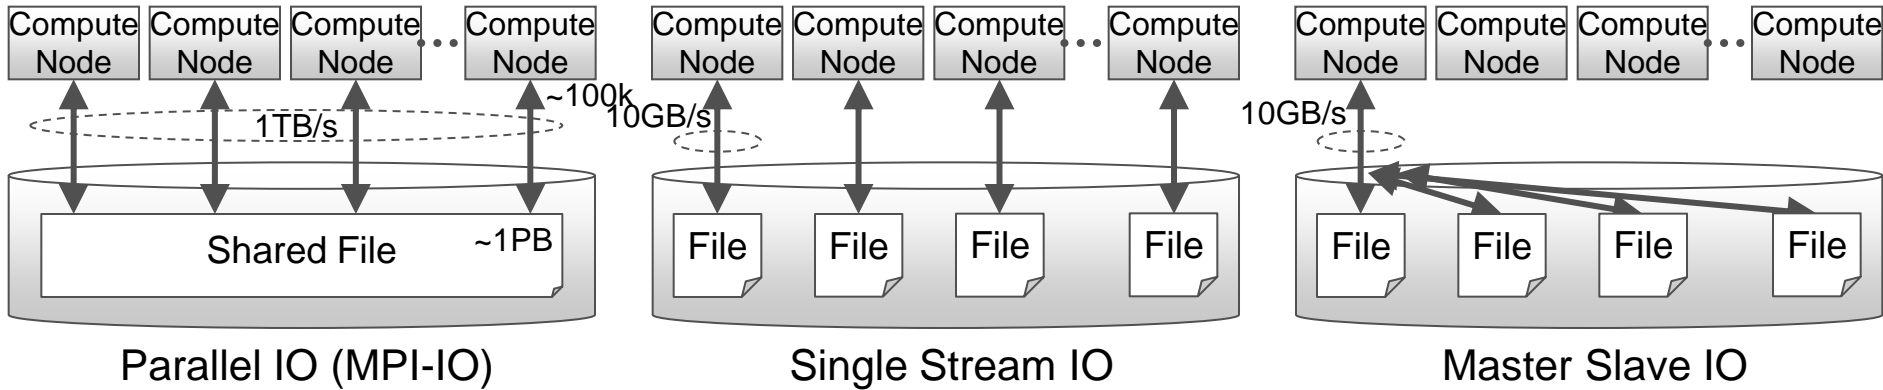 Compute
Node
Compute
Node
Compute
Node
Compute
Node
~100k
1TB/s
Shared File
~1PB
Parallel IO (MPI-IO)
Compute
Node
Compute
Node
Compute
Node
Compute
Node
10GB/s
File
File
File
File
Single Stream IO
Compute
Node
Compute
Node
Compute
Node
Compute
Node
10GB/s
File
File
File
File
Master Slave IO